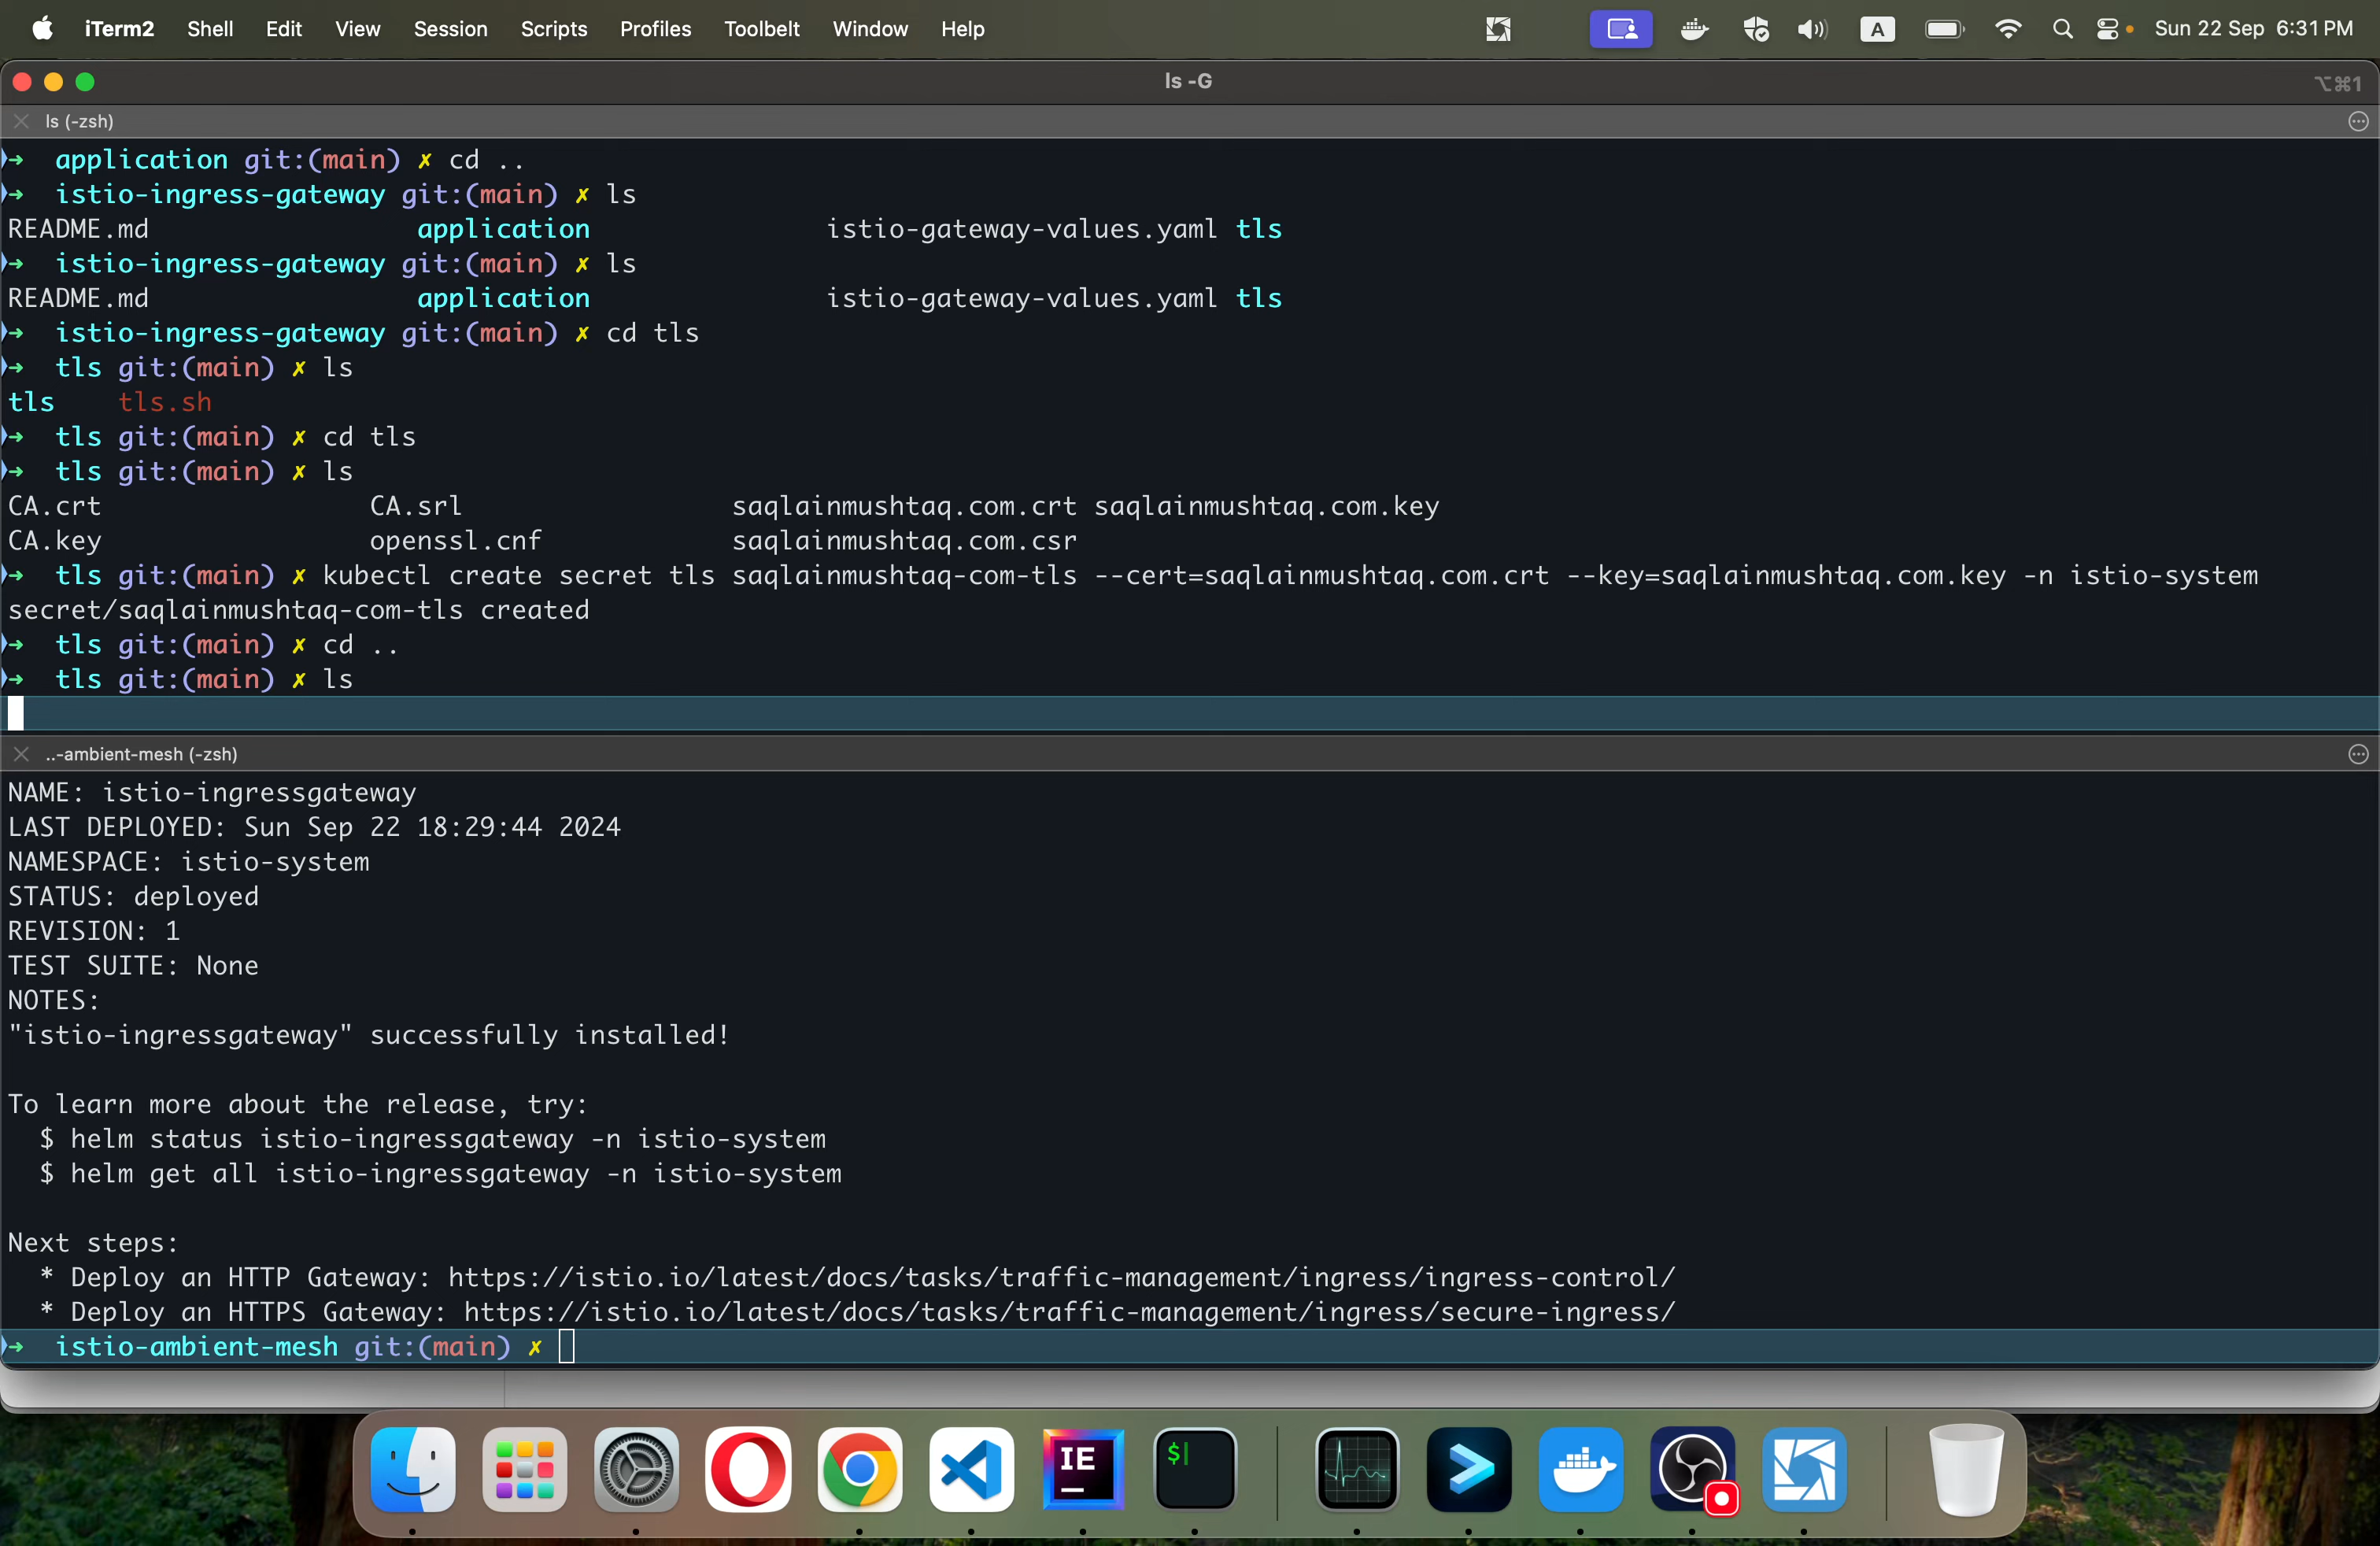 iTerm2 Shell Edit View Session Scripts Profiles Toolbelt Window Help A Sun 22 Sep 6:31 PM
ls -G ⌥⌘1
ls (-zsh)
➜ application git:(main) ✗ cd ..
➜ istio-ingress-gateway git:(main) ✗ ls
README.md application istio-gateway-values.yaml tls
➜ istio-ingress-gateway git:(main) ✗ ls
README.md application istio-gateway-values.yaml tls
➜ istio-ingress-gateway git:(main) ✗ cd tls
➜ tls git:(main) ✗ ls
tls tls.sh
➜ tls git:(main) ✗ cd tls
➜ tls git:(main) ✗ ls
CA.crt CA.srl saqlainmushtaq.com.crt saqlainmushtaq.com.key
CA.key openssl.cnf saqlainmushtaq.com.csr
➜ tls git:(main) ✗ kubectl create secret tls saqlainmushtaq-com-tls --cert=saqlainmushtaq.com.crt --key=saqlainmushtaq.com.key -n istio-system
secret/saqlainmushtaq-com-tls created
➜ tls git:(main) ✗ cd ..
➜ tls git:(main) ✗ ls
..-ambient-mesh (-zsh)
NAME: istio-ingressgateway
LAST DEPLOYED: Sun Sep 22 18:29:44 2024
NAMESPACE: istio-system
STATUS: deployed
REVISION: 1
TEST SUITE: None
NOTES:
"istio-ingressgateway" successfully installed!
To learn more about the release, try:
$ helm status istio-ingressgateway -n istio-system
$ helm get all istio-ingressgateway -n istio-system
Next steps:
* Deploy an HTTP Gateway: https://istio.io/latest/docs/tasks/traffic-management/ingress/ingress-control/
* Deploy an HTTPS Gateway: https://istio.io/latest/docs/tasks/traffic-management/ingress/secure-ingress/
➜ istio-ambient-mesh git:(main) ✗
IE
$